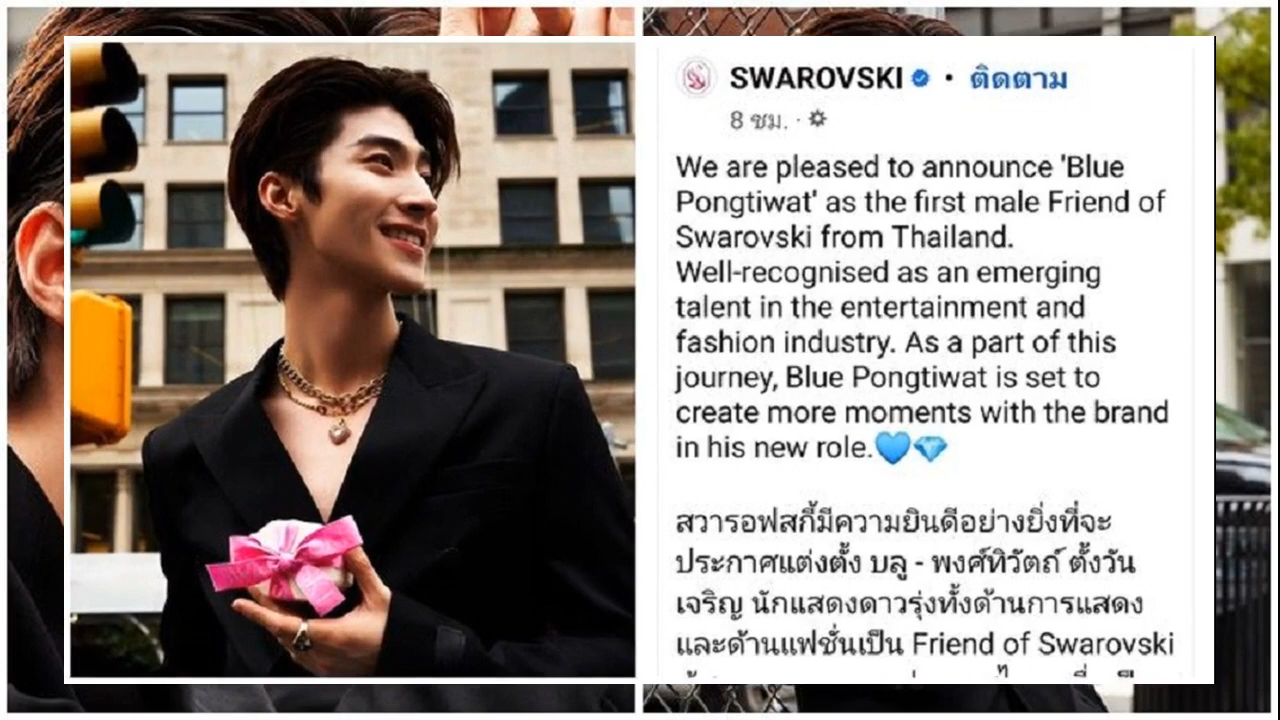 SWAROVSKI • ติดตาม
8 ชม. ·
We are pleased to announce 'Blue
Pongtiwat' as the first male Friend of
Swarovski from Thailand.
Well-recognised as an emerging
talent in the entertainment and
fashion industry. As a part of this
journey, Blue Pongtiwat is set to
create more moments with the brand
in his new role.💙💎
สวารอฟสกี้มีความยินดีอย่างยิ่งที่จะ
ประกาศแต่งตั้ง บลู - พงศ์ทิวัตถ์ ตั้งวัน
เจริญ นักแสดงดาวรุ่งทั้งด้านการแสดง
และด้านแฟชั่นเป็น Friend of Swarovski